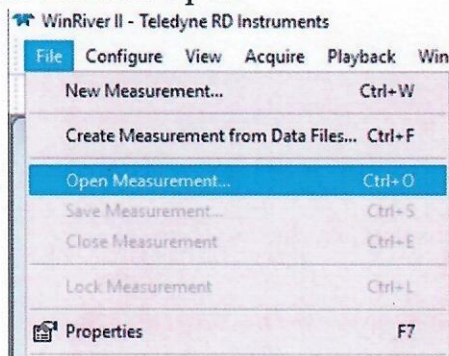 WinRiver II - Teledyne RD Instruments
File Configure View Acquire Playback Win
New Measurement... Ctrl+W
Create Measurement from Data Files... Ctrl+F
Open Measurement... Ctrl+O
Save Measurement... Ctrl+S
Close Measurement Ctrl+E
Lock Measurement Ctrl+L
Properties F7